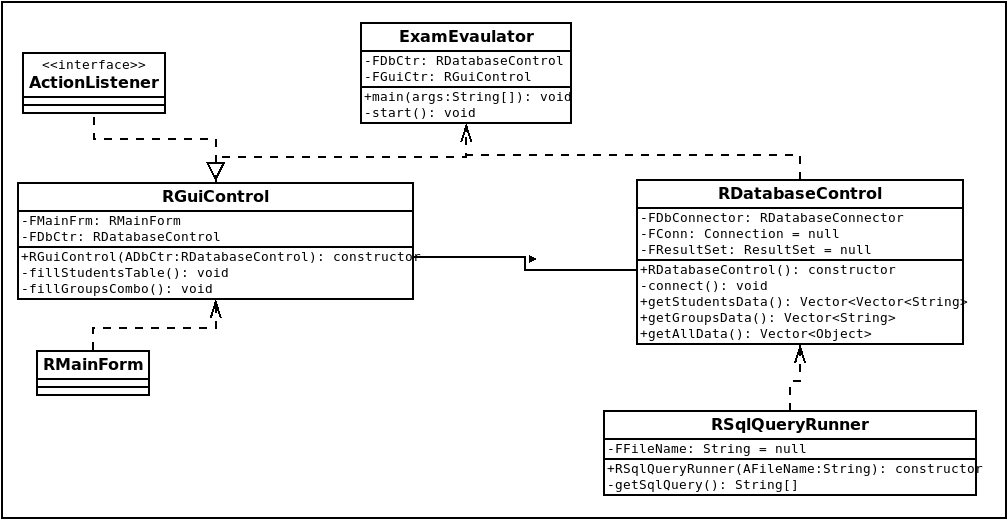 ExamEvaulator
-FDbCtr: RDatabaseControl
-FGuiCtr: RGuiControl
+main(args:String[]): void
-start(): void
<<interface>>
ActionListener
RGuiControl
-FMainFrm: RMainForm
-FDbCtr: RDatabaseControl
+RGuiControl(ADbCtr:RDatabaseControl): constructor
-fillStudentsTable(): void
-fillGroupsCombo(): void
RDatabaseControl
-FDbConnector: RDatabaseConnector
-FConn: Connection = null
-FResultSet: ResultSet = null
+RDatabaseControl(): constructor
-connect(): void
+getStudentsData(): Vector<Vector<String>
+getGroupsData(): Vector<String>
+getAllData(): Vector<Object>
RMainForm
RSqlQueryRunner
-FFileName: String = null
+RSqlQueryRunner(AFileName:String): constructor
-getSqlQuery(): String[]